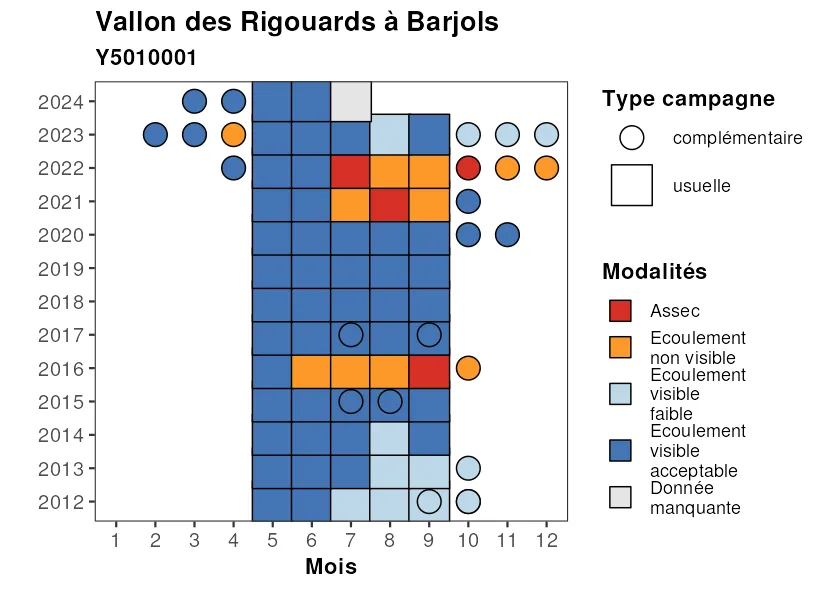 Vallon des Rigouards à Barjols
Y5010001
2024
2023
2022
2021
2020
2019
2018
2017
2016
2015
2014
2013
2012
1 2 3 4 5 6 7 8 9 10 11 12
Mois
Type campagne
complémentaire
usuelle
Modalités
Assec
Ecoulement
non visible
Ecoulement
visible
faible
Ecoulement
visible
acceptable
Donnée
manquante